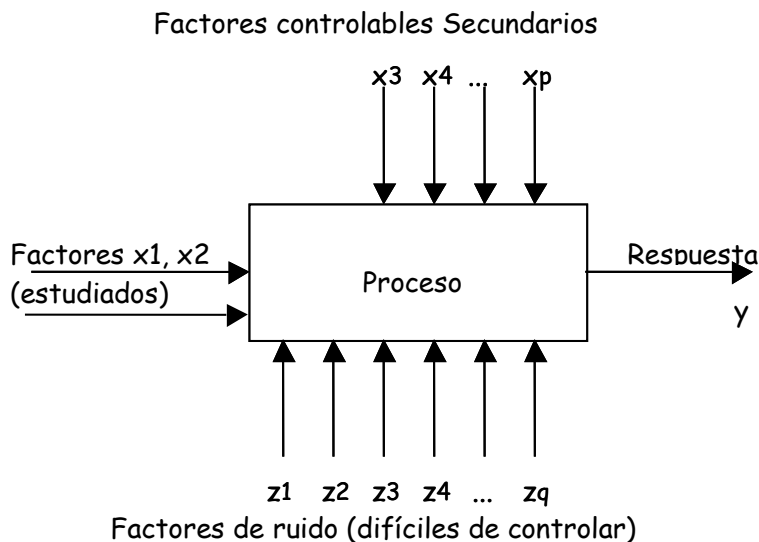 Factores controlables Secundarios
x3 x4 ... xp
Factores x1, x2
(estudiados)
Proceso
Respuesta
y
z1 z2 z3 z4 ... zq
Factores de ruido (difíciles de controlar)